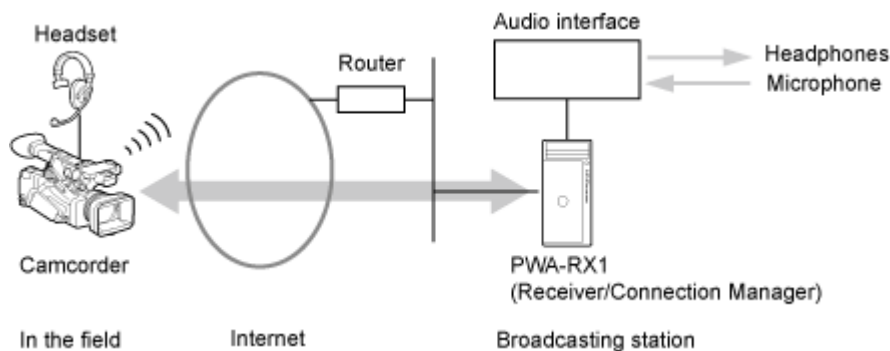 Headset
Router
Audio interface
Headphones
Microphone
Camcorder
PWA-RX1
(Receiver/Connection Manager)
In the field
Internet
Broadcasting station